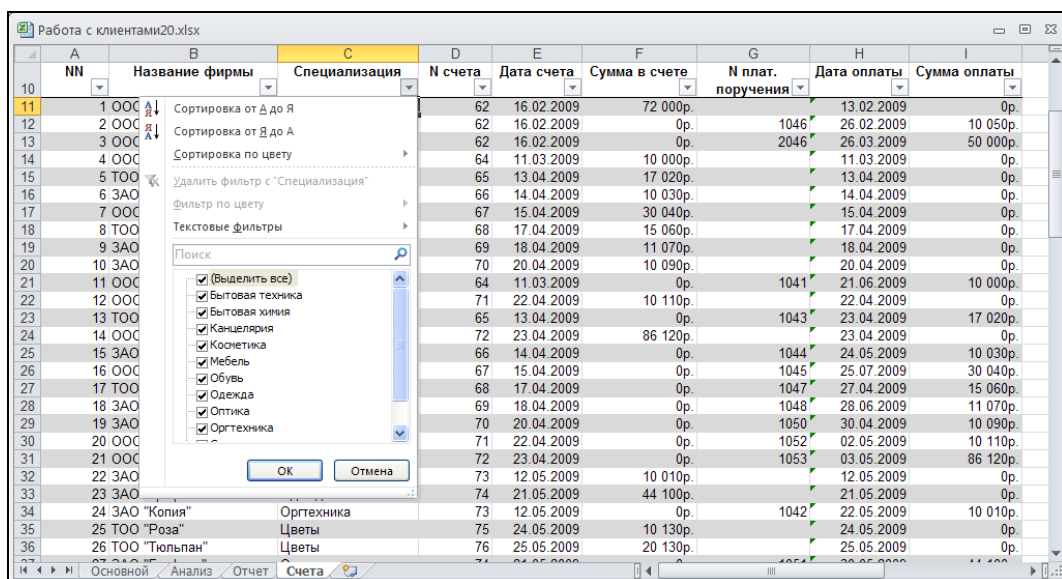 Работа с клиентами20.xlsx
A B C D E F G H I
NN Название фирмы Специализация N счета Дата счета Сумма в счете N плат. Дата оплаты Сумма оплаты
10 поручения
11 1 ООО 62 16.02.2009 72 000р. 13.02.2009 0р.
12 2 ООО 62 16.02.2009 0р. 1046 26.02.2009 10 050р.
13 3 ООО 62 16.02.2009 0р. 2046 26.03.2009 50 000р.
14 4 ООО 64 11.03.2009 10 000р. 11.03.2009 0р.
15 5 ТОО 65 13.04.2009 17 020р. 13.04.2009 0р.
16 6 ЗАО 66 14.04.2009 10 030р. 14.04.2009 0р.
17 7 ООО 67 15.04.2009 30 040р. 15.04.2009 0р.
18 8 ТОО 68 17.04.2009 15 060р. 17.04.2009 0р.
19 9 ЗАО 69 18.04.2009 11 070р. 18.04.2009 0р.
20 10 ЗАО 70 20.04.2009 10 090р. 20.04.2009 0р.
21 11 ООО 64 11.03.2009 0р. 1041 21.06.2009 10 000р.
22 12 ООО 71 22.04.2009 10 110р. 22.04.2009 0р.
23 13 ТОО 65 13.04.2009 0р. 1043 23.04.2009 17 020р.
24 14 ООО 72 23.04.2009 86 120р. 23.04.2009 0р.
25 15 ЗАО 66 14.04.2009 0р. 1044 24.05.2009 10 030р.
26 16 ООО 67 15.04.2009 0р. 1045 25.07.2009 30 040р.
27 17 ТОО 68 17.04.2009 0р. 1047 27.04.2009 15 060р.
28 18 ЗАО 69 18.04.2009 0р. 1048 28.06.2009 11 070р.
29 19 ЗАО 70 20.04.2009 0р. 1050 30.04.2009 10 090р.
30 20 ООО 71 22.04.2009 0р. 1052 02.05.2009 10 110р.
31 21 ООО 72 23.04.2009 0р. 1053 03.05.2009 86 120р.
32 22 ЗАО 73 12.05.2009 10 010р. 12.05.2009 0р.
33 23 ЗАО 74 21.05.2009 44 100р. 21.05.2009 0р.
34 24 ЗАО "Копия" Оргтехника 73 12.05.2009 0р. 1042 22.05.2009 10 010р.
35 25 ТОО "Роза" Цветы 75 24.05.2009 10 130р. 24.05.2009 0р.
36 26 ТОО "Тюльпан" Цветы 76 25.05.2009 20 130р. 25.05.2009 0р.
Сортировка от А до Я
Сортировка от Я до А
Сортировка по цвету
Удалить фильтр с "Специализация"
Фильтр по цвету
Текстовые фильтры
Поиск
(Выделить все)
Бытовая техника
Бытовая химия
Канцелярия
Косметика
Мебель
Обувь
Одежда
Оптика
Оргтехника
ОК Отмена
Основной Анализ Отчет Счета